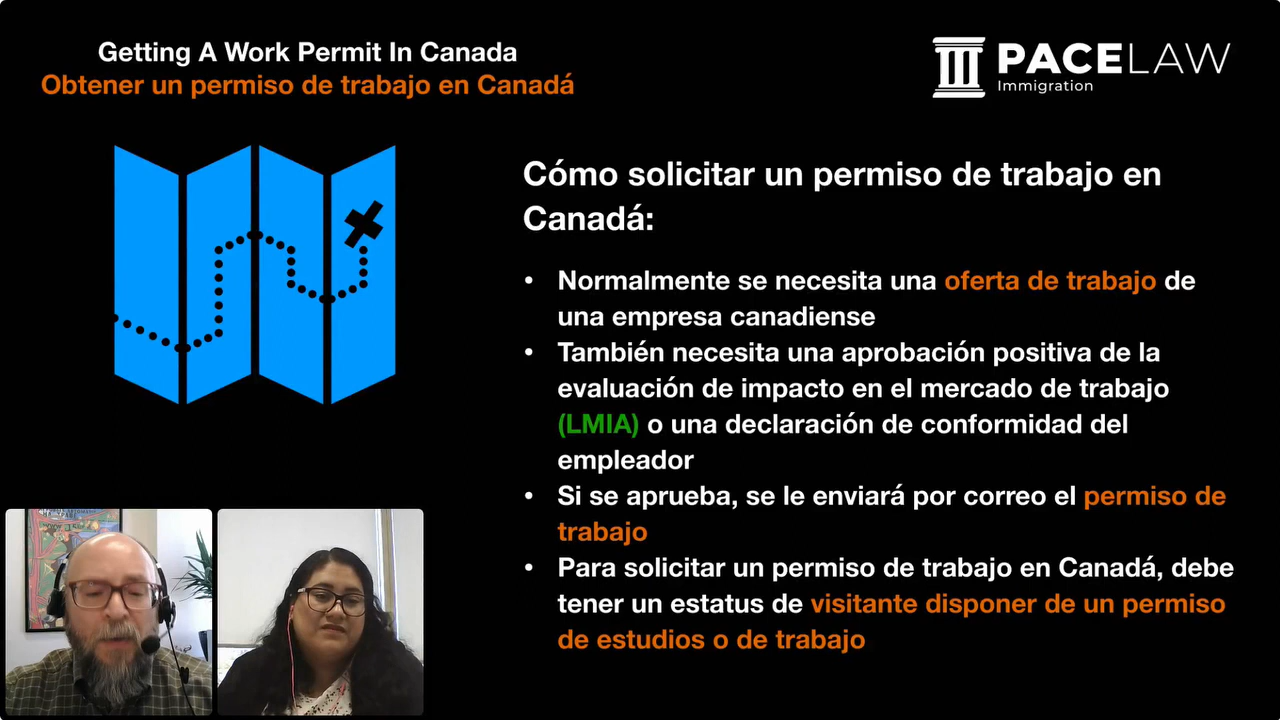 Getting A Work Permit In Canada
Obtener un permiso de trabajo en Canadá
PACELAW
Immigration
Cómo solicitar un permiso de trabajo en
Canadá:
• Normalmente se necesita una oferta de trabajo de
una empresa canadiense
• También necesita una aprobación positiva de la
evaluación de impacto en el mercado de trabajo
(LMIA) o una declaración de conformidad del
empleador
• Si se aprueba, se le enviará por correo el permiso de
trabajo
• Para solicitar un permiso de trabajo en Canadá, debe
tener un estatus de visitante disponer de un permiso
de estudios o de trabajo